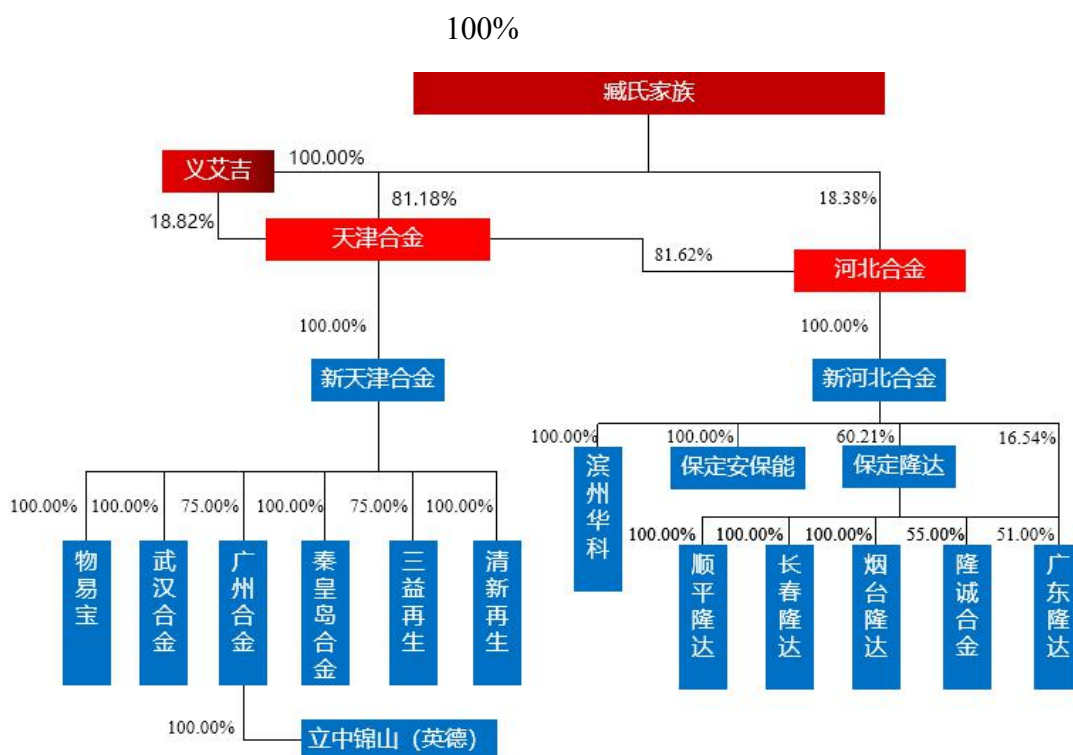 100%
臧氏家族
义艾吉
100.00%
81.18%
18.38%
18.82%
天津合金
81.62%
河北合金
100.00%
100.00%
新天津合金
新河北合金
100.00%
100.00%
60.21%
16.54%
滨州华科
保定安保能
保定隆达
100.00%
100.00%
75.00%
100.00%
75.00%
100.00%
100.00%
100.00%
100.00%
55.00%
51.00%
物易宝
武汉合金
广州合金
秦皇岛合金
三益再生
清新再生
顺平隆达
长春隆达
烟台隆达
隆诚合金
广东隆达
100.00%
立中锦山（英德）